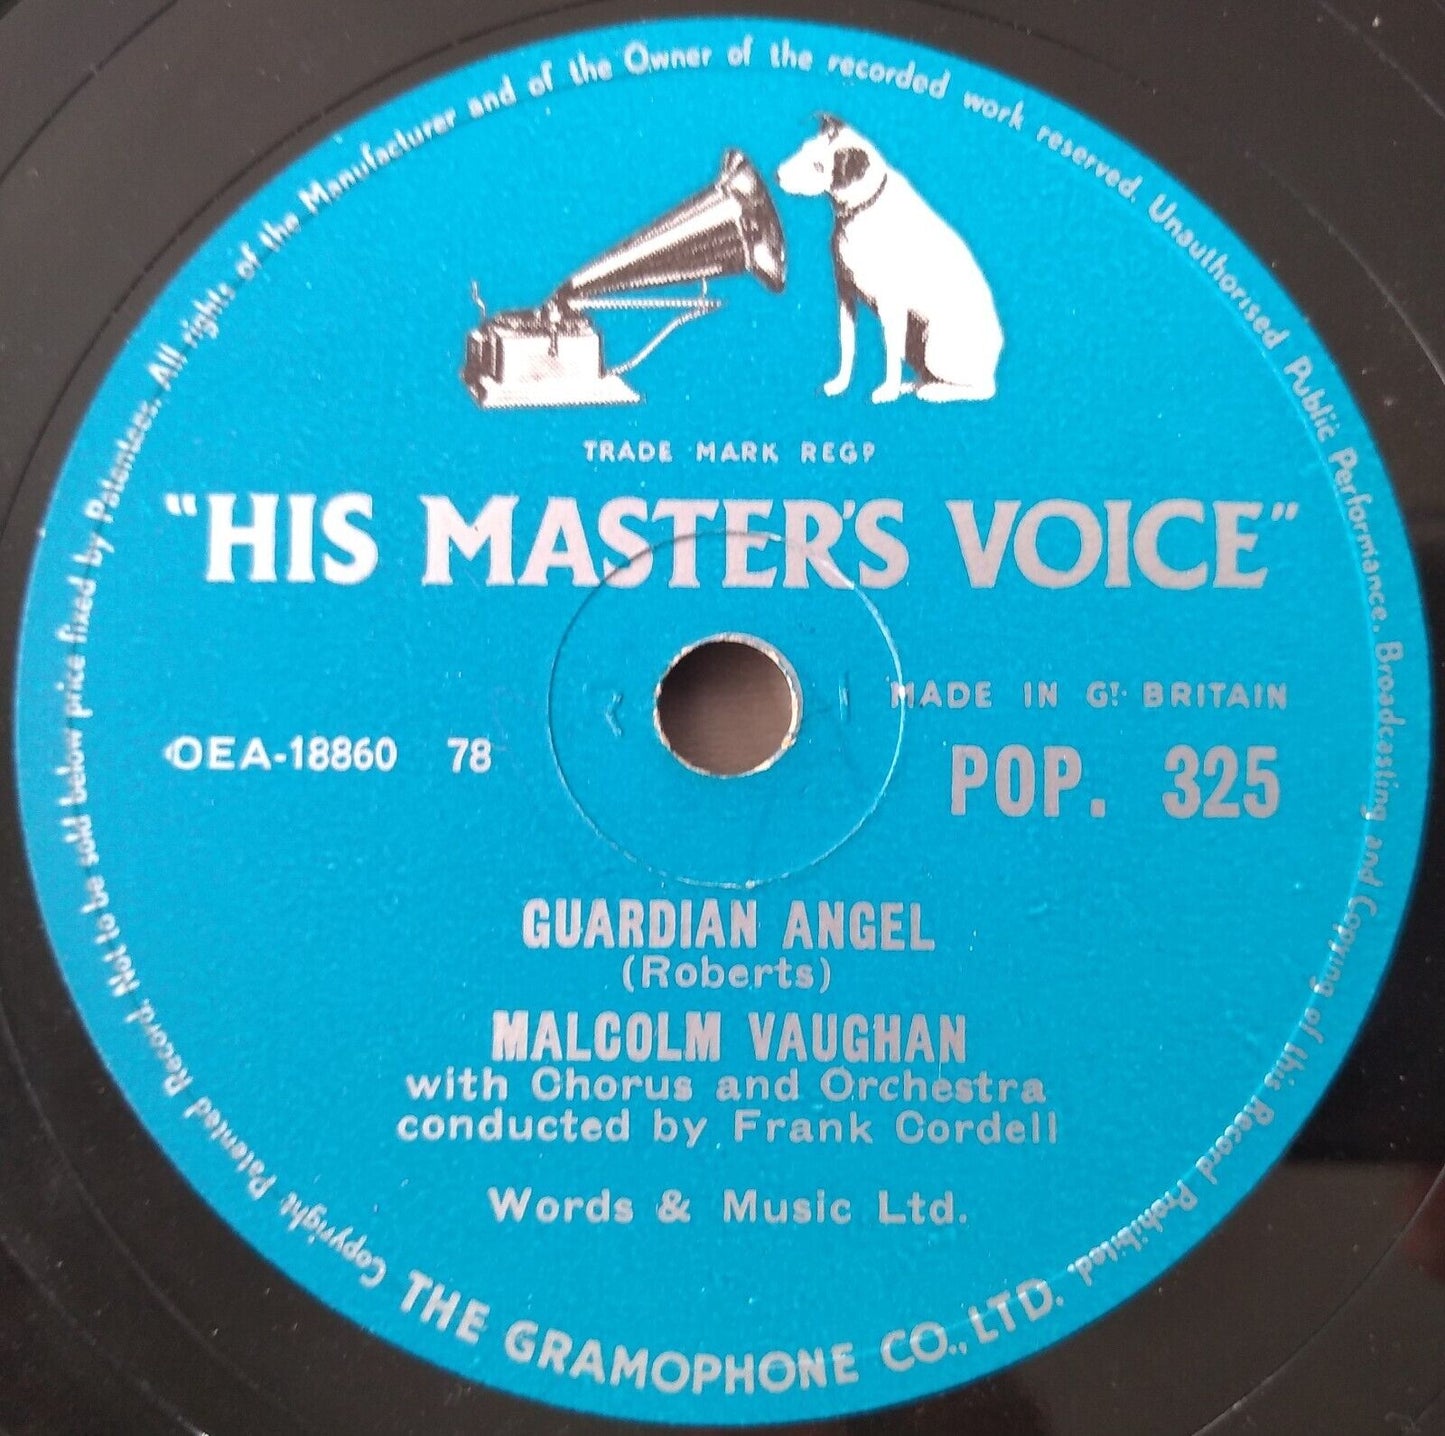 Copyright Patented Record. Not to be sold below price fixed by Patentees. All rights of the Manufacturer and of the Owner of the recorded work reserved. Unauthorised Public Performance, Broadcasting and Copying of this Record Prohibited.
TRADE MARK REGD
"HIS MASTER'S VOICE"
MADE IN GT. BRITAIN
OEA-18860 78
POP. 325
GUARDIAN ANGEL
(Roberts)
MALCOLM VAUGHAN
with Chorus and Orchestra
conducted by Frank Cordell
Words & Music Ltd.
THE GRAMOPHONE CO., LTD.